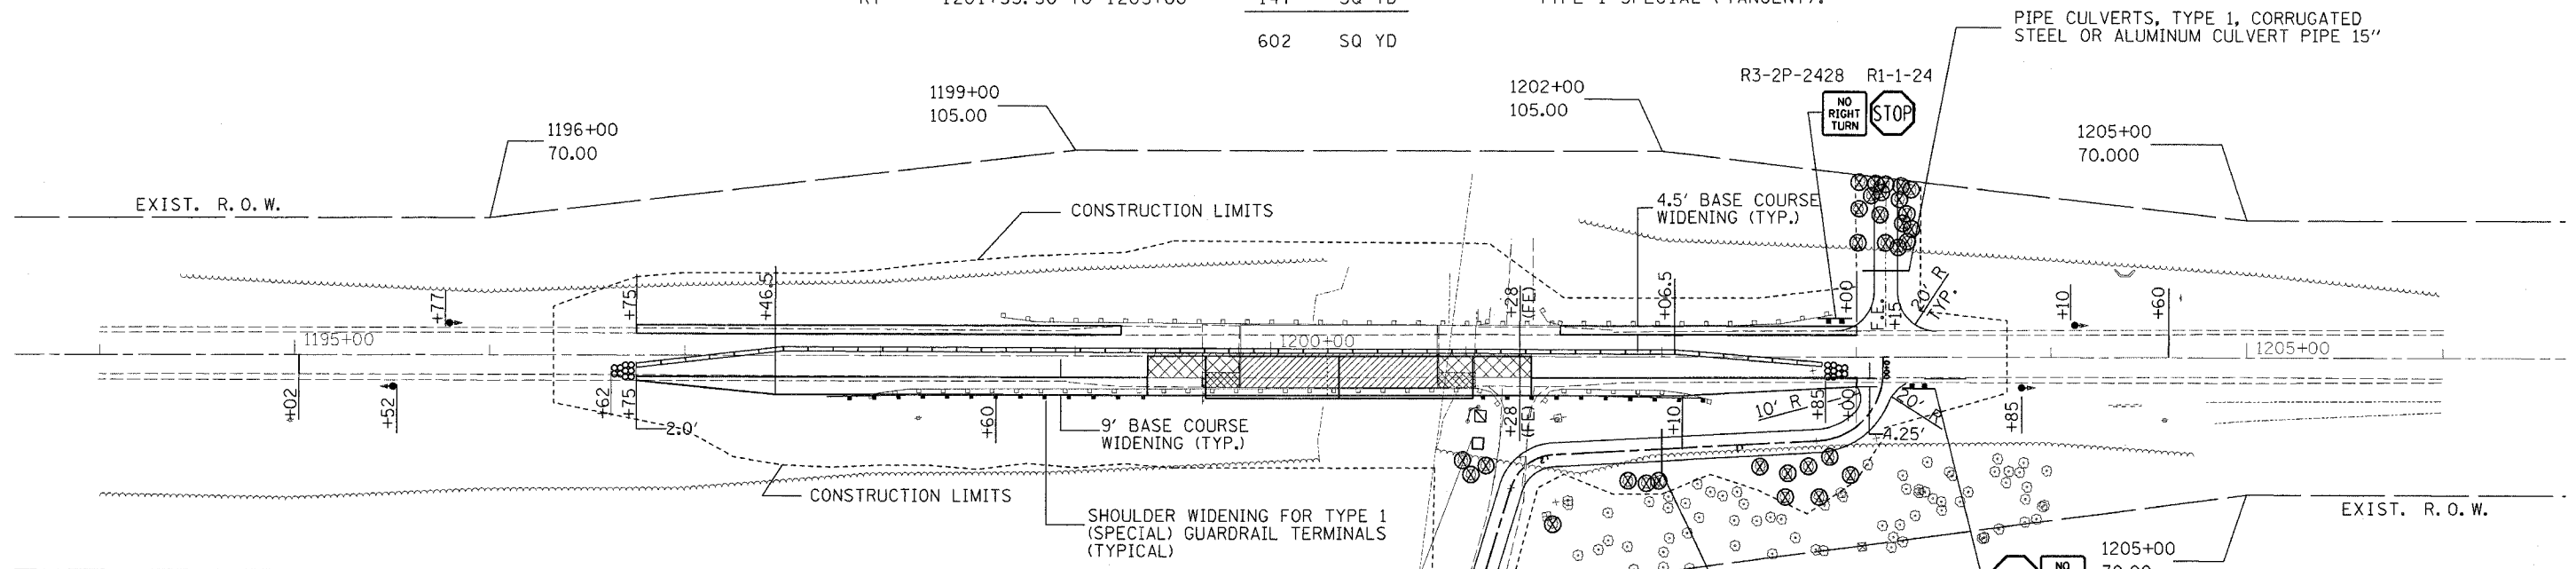 602 SQ YD
PIPE CULVERTS, TYPE 1, CORRUGATED
STEEL OR ALUMINUM CULVERT PIPE 15"
R3-2P-2428 R1-1-24
NO
RIGHT
TURN
STOP
1196+00
70.00
1199+00
105.00
1202+00
105.00
1205+00
70.000
EXIST. R.O.W.
CONSTRUCTION LIMITS
4.5' BASE COURSE
WIDENING (TYP.)
+77
+75
+46.5
+28
(FE)
+06.5
+00
F.E.
+15
20' R
TYP.
+10
+60
1195+00
1200+00
1205+00
+02
+52
+62
+75
2.0'
+60
9' BASE COURSE
WIDENING (TYP.)
+28
(FE)
+10
10' R
+85
+00
20' R
4.25'
+85
CONSTRUCTION LIMITS
SHOULDER WIDENING FOR TYPE 1
(SPECIAL) GUARDRAIL TERMINALS
(TYPICAL)
EXIST. R.O.W.
1205+00
NO